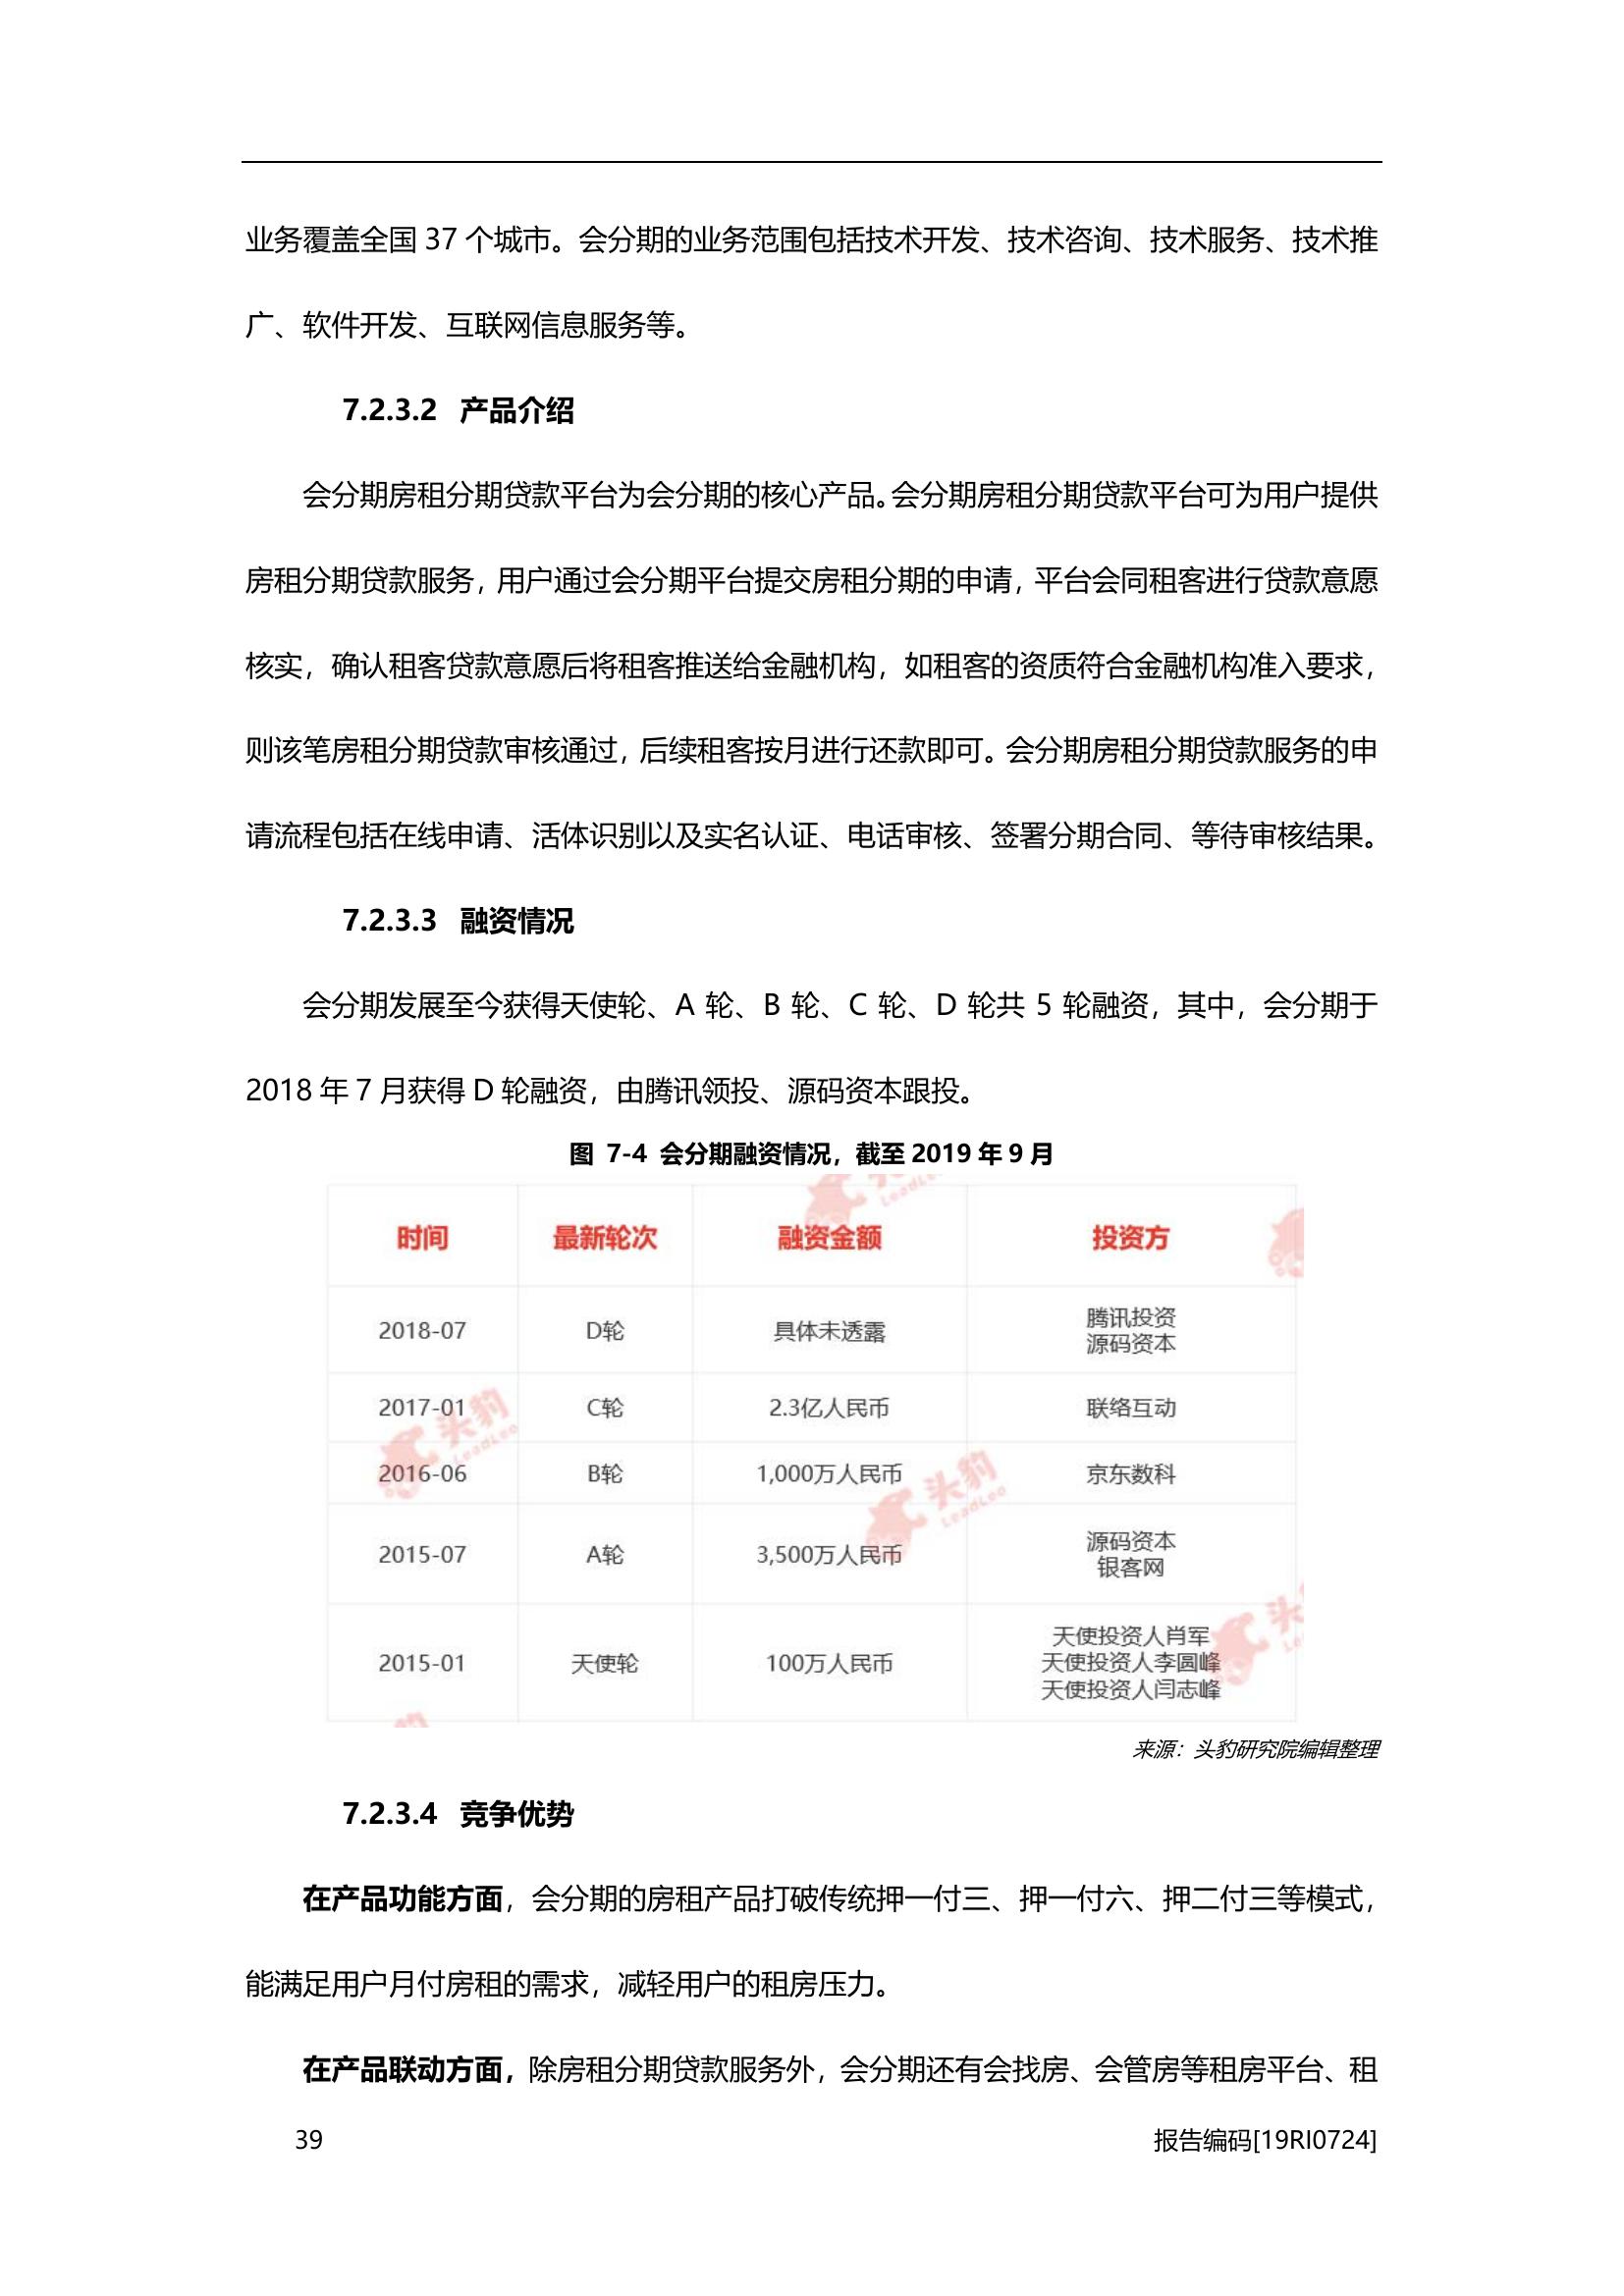 业务覆盖全国 37 个城市。会分期的业务范围包括技术开发、技术咨询、技术服务、技术推
广、软件开发、互联网信息服务等。
7.2.3.2 产品介绍
会分期房租分期贷款平台为会分期的核心产品。会分期房租分期贷款平台可为用户提供
房租分期贷款服务，用户通过会分期平台提交房租分期的申请，平台会同租客进行贷款意愿
核实，确认租客贷款意愿后将租客推送给金融机构，如租客的资质符合金融机构准入要求，
则该笔房租分期贷款审核通过，后续租客按月进行还款即可。会分期房租分期贷款服务的申
请流程包括在线申请、活体识别以及实名认证、电话审核、签署分期合同、等待审核结果。
7.2.3.3 融资情况
会分期发展至今获得天使轮、A 轮、B 轮、C 轮、D 轮共 5 轮融资，其中，会分期于
2018 年 7 月获得 D 轮融资，由腾讯领投、源码资本跟投。
图 7-4 会分期融资情况，截至 2019 年 9 月
时间 最新轮次 融资金额 投资方
2018-07 D轮 具体未透露 腾讯投资
源码资本
2017-01 C轮 2.3亿人民币 联络互动
2016-06 B轮 1,000万人民币 京东数科
2015-07 A轮 3,500万人民币 源码资本
银客网
2015-01 天使轮 100万人民币 天使投资人肖军
天使投资人李圆峰
天使投资人闫志峰
头豹
LeadLeo
头豹
LeadLeo
来源：头豹研究院编辑整理
7.2.3.4 竞争优势
在产品功能方面，会分期的房租产品打破传统押一付三、押一付六、押二付三等模式，
能满足用户月付房租的需求，减轻用户的租房压力。
在产品联动方面，除房租分期贷款服务外，会分期还有会找房、会管房等租房平台、租
39 报告编码[19RI0724]